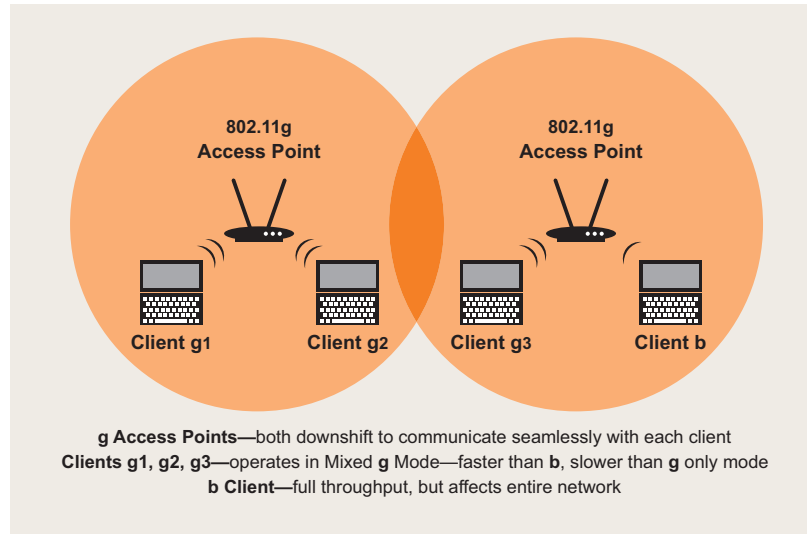 802.11g
Access Point
802.11g
Access Point
Client g1
Client g2
Client g3
Client b
g Access Points—both downshift to communicate seamlessly with each client
Clients g1, g2, g3—operates in Mixed g Mode—faster than b, slower than g only mode
b Client—full throughput, but affects entire network